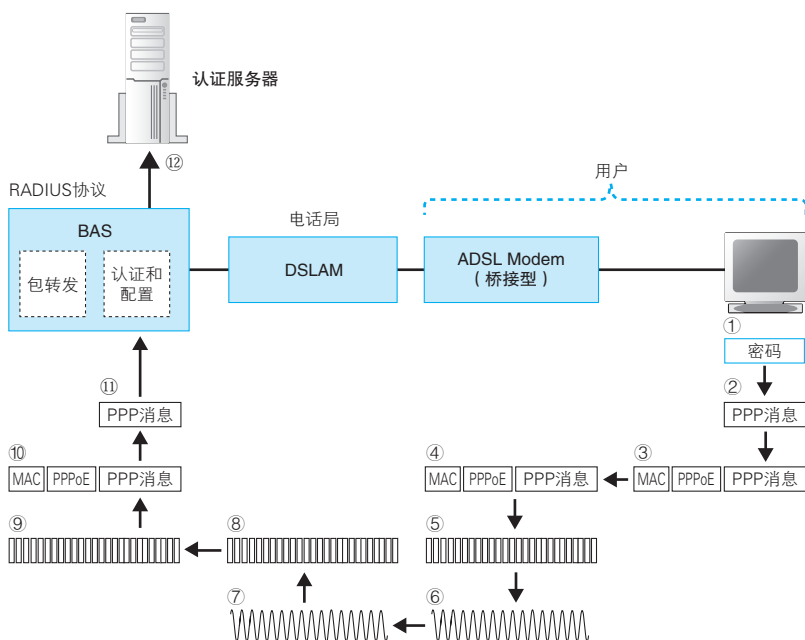 认证服务器
⑫
RADIUS协议
用户
BAS
电话局
包转发
认证和
配置
DSLAM
ADSL Modem
（桥接型）
①
密码
②
PPP消息
⑪
PPP消息
⑩
MAC PPPoE PPP消息
④
MAC PPPoE PPP消息
③
MAC PPPoE PPP消息
⑨
⑧
⑤
⑦
⑥